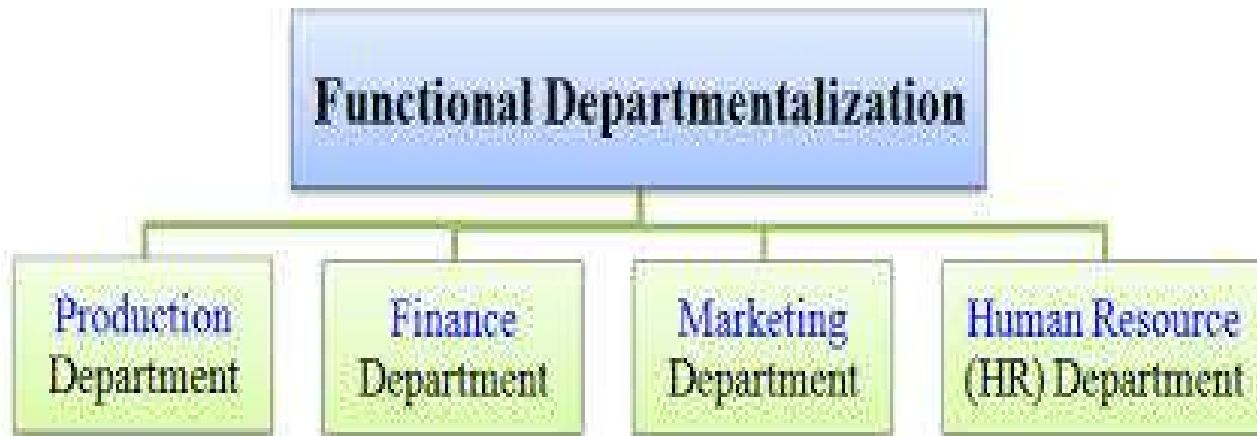 Functional Departmentalization
Production
Department
Finance
Department
Marketing
Department
Human Resource
(HR) Department